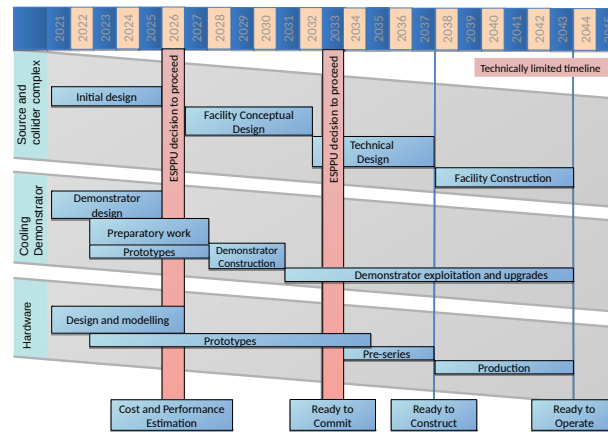 2021 2022 2023 2024 2025 2026 2027 2028 2029 2030 2031 2032 2033 2034 2035 2036 2037 2038 2039 2040 2041 2042 2043 2044
Technically limited timeline
Source and
collider complex
Initial design
ESPPU decision to proceed
Facility Conceptual
Design
ESPPU decision to proceed
Technical
Design
Facility Construction
Cooling
Demonstrator
Demonstrator
design
Preparatory work
Prototypes
Demonstrator
Construction
Demonstrator exploitation and upgrades
Hardware
Design and modelling
Prototypes
Pre-series
Production
Cost and Performance
Estimation
Ready to
Commit
Ready to
Construct
Ready to
Operate